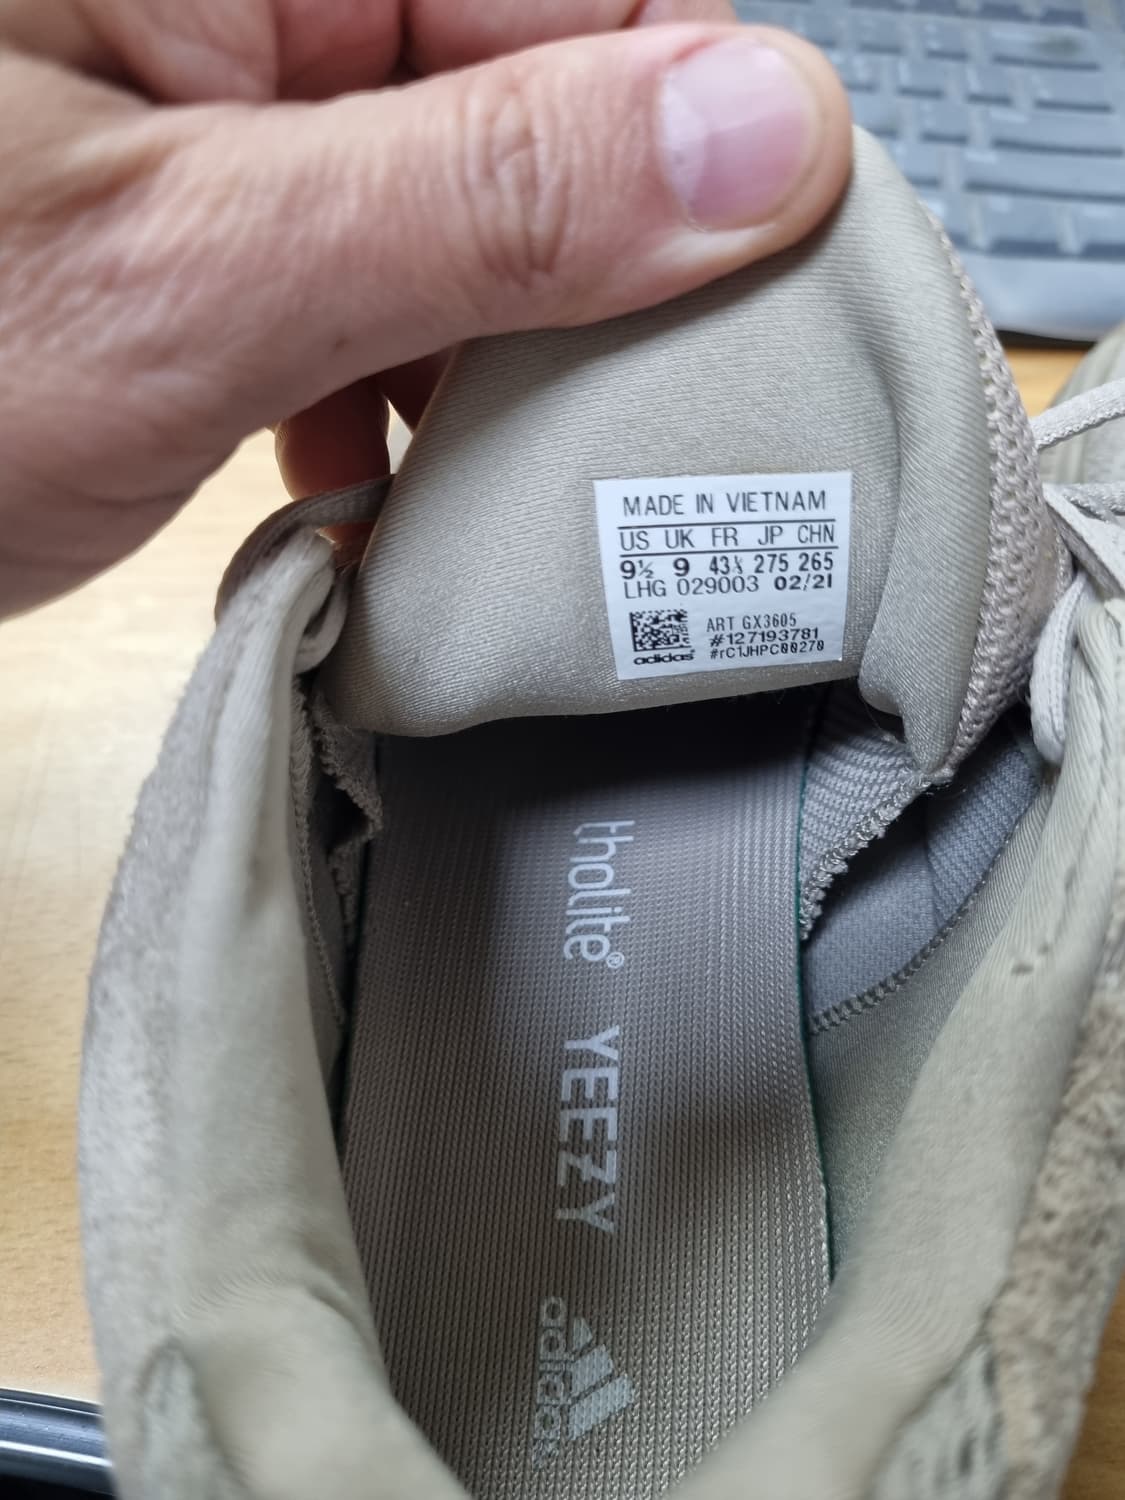 MADE IN VIETNAM
US UK FR JP CHN
9½ 9 43⅓ 275 265
LHG 029003 02/21
ART GX3605
#127193781
adidas
#rC1JHPC00270
tholite® YEEZY adidas